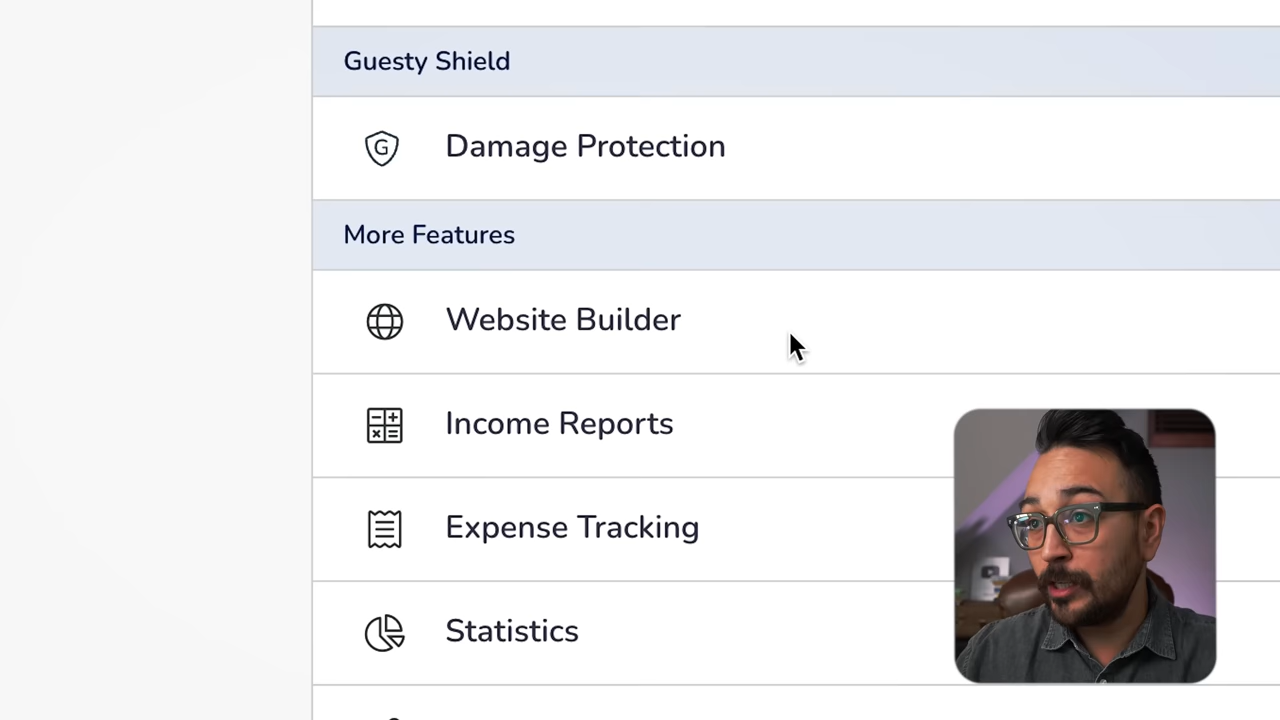 Guesty Shield
G
Damage Protection
More Features
Website Builder
Income Reports
Expense Tracking
Statistics